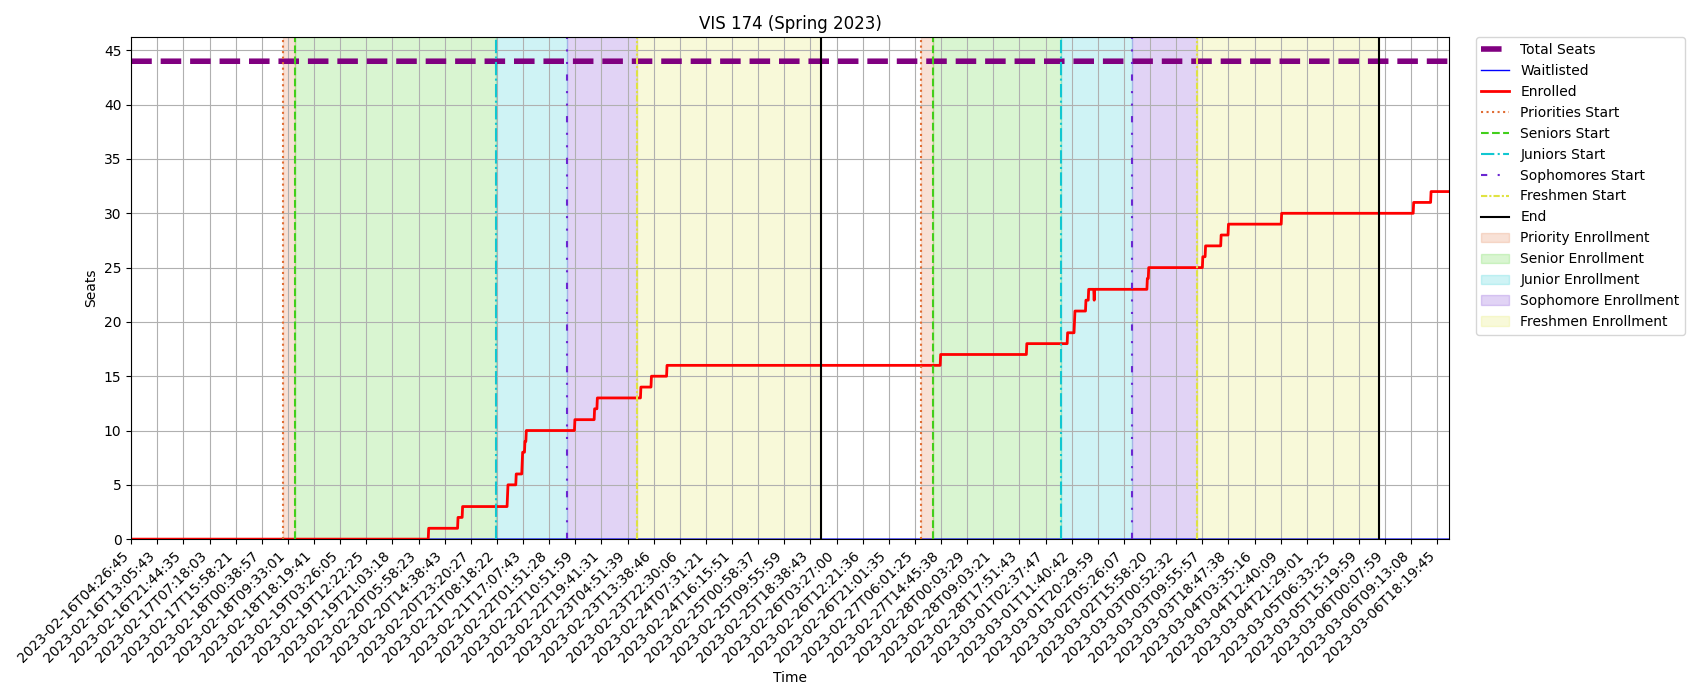 VIS 174 (Spring 2023)
45
40
35
30
25
20
15
10
5
0
Seats
2023-02-16T04:26:45
2023-02-16T13:05:43
2023-02-16T21:44:35
2023-02-17T07:18:03
2023-02-17T15:58:21
2023-02-18T00:38:57
2023-02-18T09:33:01
2023-02-18T18:19:41
2023-02-19T03:26:05
2023-02-19T12:22:25
2023-02-19T21:03:18
2023-02-20T05:58:23
2023-02-20T14:38:43
2023-02-20T23:20:27
2023-02-21T08:18:22
2023-02-21T17:07:43
2023-02-22T01:51:28
2023-02-22T10:51:59
2023-02-22T19:41:31
2023-02-23T04:51:39
2023-02-23T13:38:46
2023-02-23T22:30:06
2023-02-24T07:31:21
2023-02-24T16:15:51
2023-02-25T00:58:37
2023-02-25T09:55:59
2023-02-25T18:38:43
2023-02-26T03:27:00
2023-02-26T12:21:36
2023-02-26T21:01:35
2023-02-27T06:01:25
2023-02-27T14:45:38
2023-02-28T00:03:29
2023-02-28T09:03:21
2023-02-28T17:51:43
2023-03-01T02:37:47
2023-03-01T11:40:42
2023-03-01T20:29:59
2023-03-02T05:26:07
2023-03-02T15:58:20
2023-03-03T00:52:32
2023-03-03T09:55:57
2023-03-03T18:47:38
2023-03-04T03:35:16
2023-03-04T12:40:09
2023-03-04T21:29:01
2023-03-05T06:33:25
2023-03-05T15:19:59
2023-03-06T00:07:59
2023-03-06T09:13:08
2023-03-06T18:19:45
Time
Total Seats
Waitlisted
Enrolled
Priorities Start
Seniors Start
Juniors Start
Sophomores Start
Freshmen Start
End
Priority Enrollment
Senior Enrollment
Junior Enrollment
Sophomore Enrollment
Freshmen Enrollment